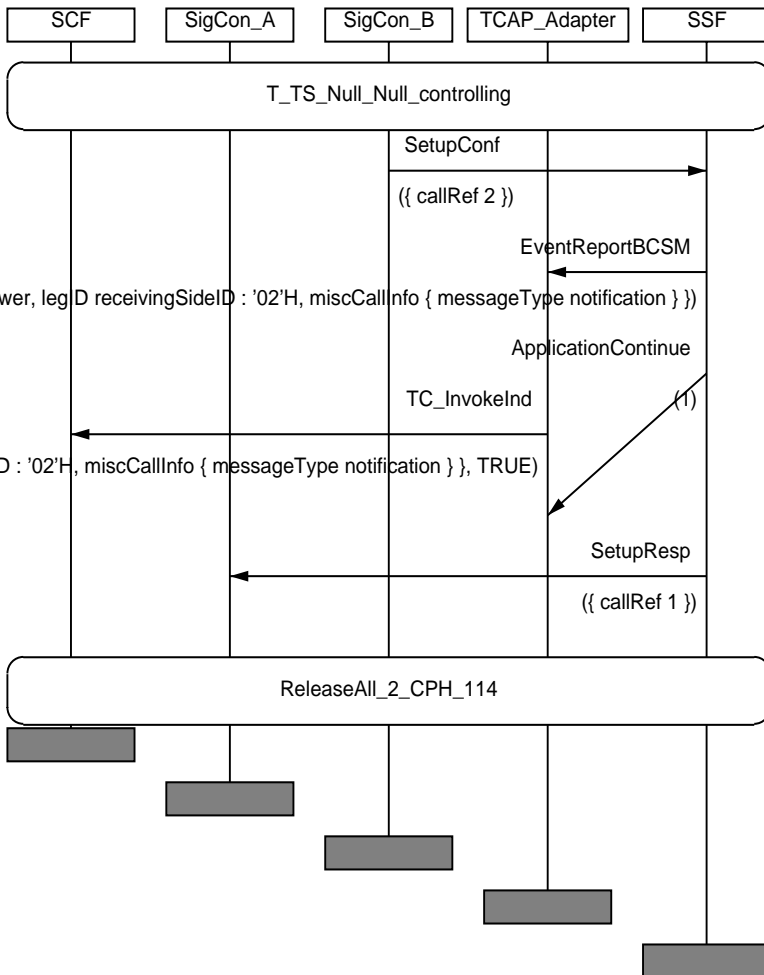 SCF SigCon_A SigCon_B TCAP_Adapter SSF
T_TS_Null_Null_controlling
SetupConf
({ callRef 2 })
EventReportBCSM
wer, legID receivingSideID : '02'H, miscCallInfo { messageType notification } })
ApplicationContinue
(1)
TC_InvokeInd
D : '02'H, miscCallInfo { messageType notification } }, TRUE)
SetupResp
({ callRef 1 })
ReleaseAll_2_CPH_114